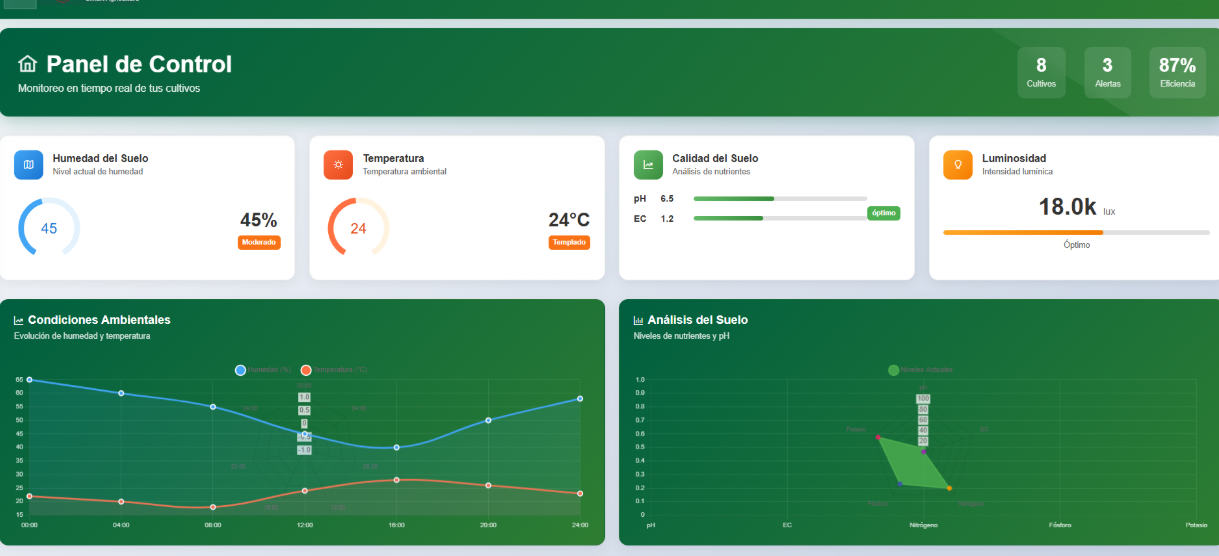 Panel de Control
Monitoreo en tiempo real de tus cultivos
8
Cultivos
3
Alertas
87%
Eficiencia
Humedad del Suelo
Nivel actual de humedad
45
45%
Moderado
Temperatura
Temperatura ambiental
24
24°C
Templado
Calidad del Suelo
Análisis de nutrientes
pH 6.5
EC 1.2
óptimo
Luminosidad
Intensidad lumínica
18.0k lux
Óptimo
Condiciones Ambientales
Evolución de humedad y temperatura
Humedad (%) Temperatura (°C)
65
60
55
50
45
40
35
30
25
20
15
00:00
04:00
08:00
12:00
16:00
20:00
24:00
1.0
0.5
0
-1.0
Análisis del Suelo
Niveles de nutrientes y pH
Niveles Actuales
1.0
0.9
0.8
0.7
0.6
0.5
0.4
0.3
0.2
0.1
0
pH
EC
Nitrógeno
Fósforo
Potasio
pH
100
80
60
40
20
Potasio
EC
Fósforo
Nitrógeno